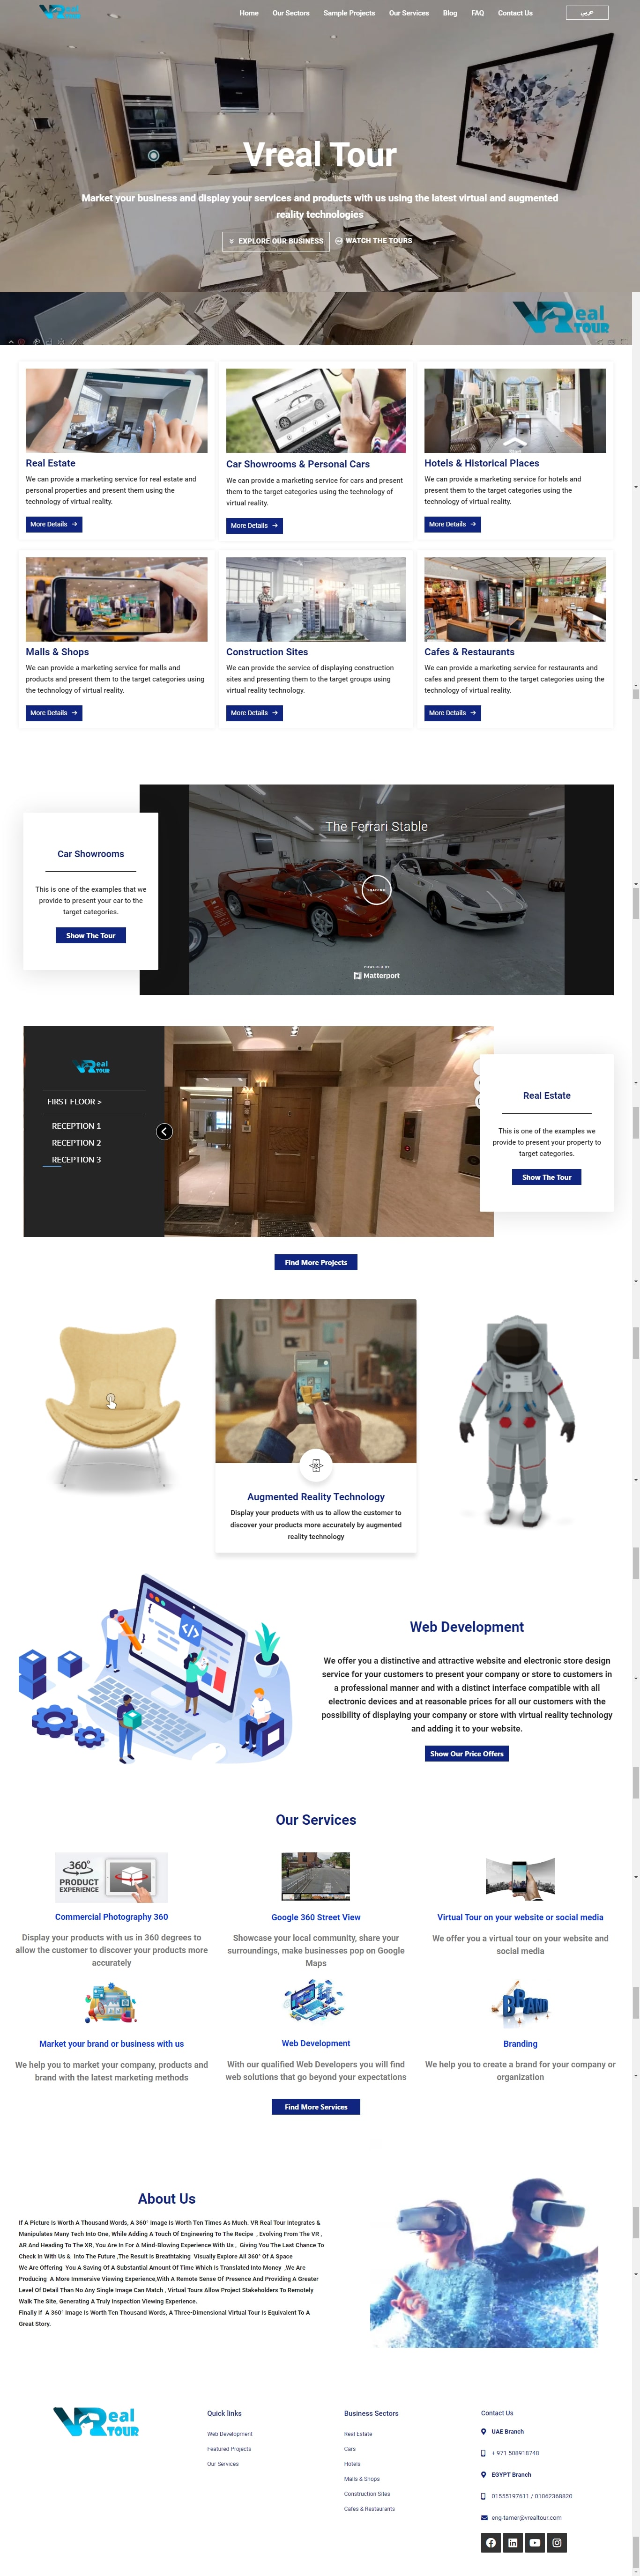 VReal
TOUR
Home
Our Sectors
Sample Projects
Our Services
Blog
FAQ
Contact Us
عربي
Vreal Tour
Market your business and display your services and products with us using the latest virtual and augmented
reality technologies
EXPLORE OUR BUSINESS
WATCH THE TOURS
VReal
TOUR
Real Estate
We can provide a marketing service for real estate and
personal properties and present them using the
technology of virtual reality.
More Details →
Car Showrooms & Personal Cars
We can provide a marketing service for cars and present
them to the target categories using the technology of
virtual reality.
More Details →
Hotels & Historical Places
We can provide a marketing service for hotels and
present them to the target categories using the
technology of virtual reality.
More Details →
Malls & Shops
We can provide a marketing service for malls and
products and present them to the target categories using
the technology of virtual reality.
More Details →
Construction Sites
We can provide the service of displaying construction
sites and presenting them to the target groups using
virtual reality technology.
More Details →
Cafes & Restaurants
We can provide a marketing service for restaurants and
cafes and present them to the target categories using the
technology of virtual reality.
More Details →
Car Showrooms
This is one of the examples that we
provide to present your car to the
target categories.
Show The Tour
The Ferrari Stable
LOADING
POWERED BY
Matterport
VReal
TOUR
FIRST FLOOR >
RECEPTION 1
RECEPTION 2
RECEPTION 3
Real Estate
This is one of the examples we
provide to present your property to
target categories.
Show The Tour
Find More Projects
Augmented Reality Technology
Display your products with us to allow the customer to
discover your products more accurately by augmented
reality technology
Web Development
We offer you a distinctive and attractive website and electronic store design
service for your customers to present your company or store to customers in
a professional manner and with a distinct interface compatible with all
electronic devices and at reasonable prices for all our customers with the
possibility of displaying your company or store with virtual reality technology
and adding it to your website.
Show Our Price Offers
Our Services
360°
PRODUCT
EXPERIENCE
Commercial Photography 360
Display your products with us in 360 degrees to
allow the customer to discover your products more
accurately
Google 360 Street View
Showcase your local community, share your
surroundings, make businesses pop on Google
Maps
Virtual Tour on your website or social media
We offer you a virtual tour on your website and
social media
Market your brand or business with us
We help you to market your company, products and
brand with the latest marketing methods
Web Development
With our qualified Web Developers you will find
web solutions that go beyond your expectations
BRAND
Branding
We help you to create a brand for your company or
organization
Find More Services
About Us
If A Picture Is Worth A Thousand Words, A 360° Image Is Worth Ten Times As Much. VR Real Tour Integrates &
Manipulates Many Tech Into One, While Adding A Touch Of Engineering To The Recipe , Evolving From The VR ,
AR And Heading To The XR, You Are In For A Mind-Blowing Experience With Us , Giving You The Last Chance To
Check In With Us & Into The Future ,The Result Is Breathtaking Visually Explore All 360° Of A Space
We Are Offering You A Saving Of A Substantial Amount Of Time Which Is Translated Into Money ,We Are
Producing A More Immersive Viewing Experience,With A Remote Sense Of Presence And Providing A Greater
Level Of Detail Than No Any Single Image Can Match , Virtual Tours Allow Project Stakeholders To Remotely
Walk The Site, Generating A Truly Inspection Viewing Experience.
Finally If A 360° Image Is Worth Ten Thousand Words, A Three-Dimensional Virtual Tour Is Equivalent To A
Great Story.
VReal
TOUR
Quick links
Web Development
Featured Projects
Our Services
Business Sectors
Real Estate
Cars
Hotels
Malls & Shops
Construction Sites
Cafes & Restaurants
Contact Us
UAE Branch
+ 971 508918748
EGYPT Branch
01555197611 / 01062368820
eng-tamer@vrealtour.com